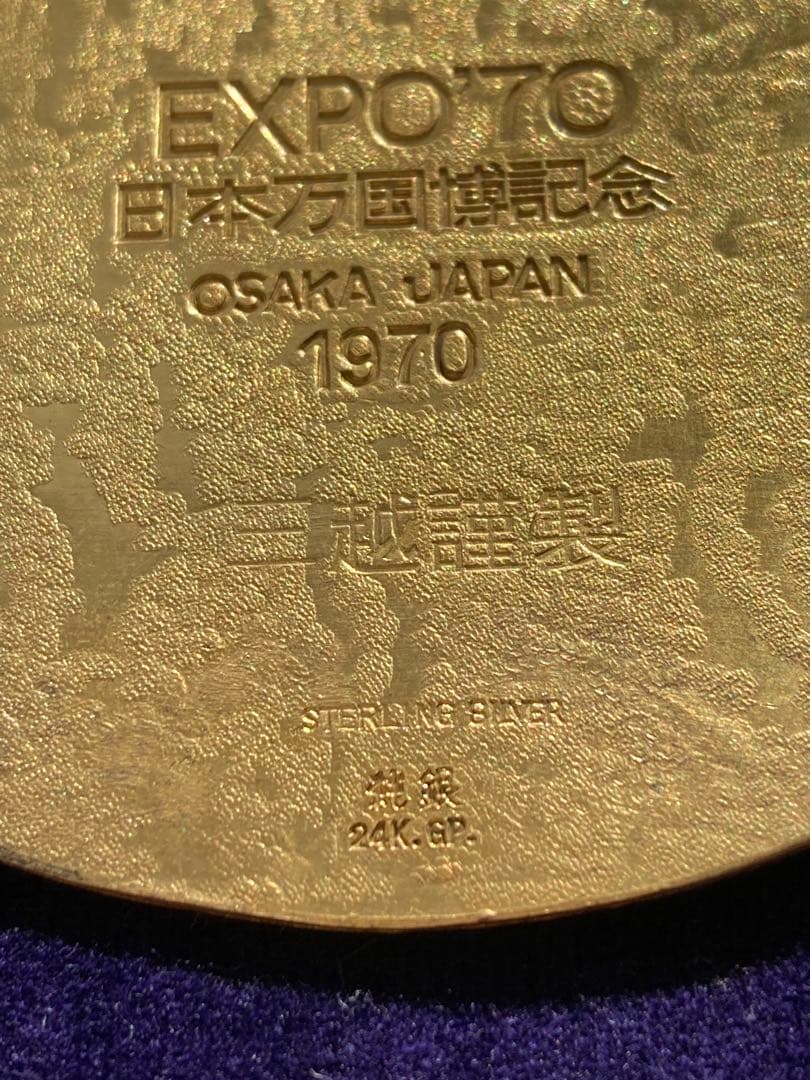 EXPO'70
日本万国博記念
OSAKA JAPAN
1970
三越謹製
STERLING SILVER
純銀
24K.GP.